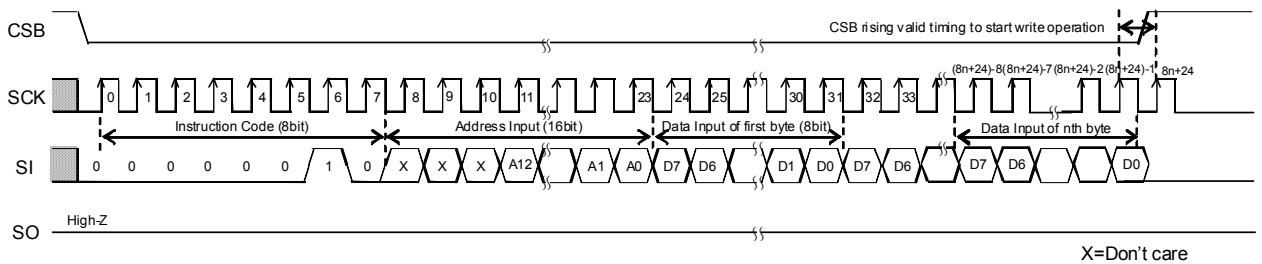 CSB
CSB rising valid timing to start write operation
(8n+24)-8 (8n+24)-7 (8n+24)-2 (8n+24)-1 8n+24
SCK 0 1 2 3 4 5 6 7 8 9 10 11 23 24 25 30 31 32 33
Instruction Code (8bit) Address Input (16bit) Data Input of first byte (8bit) Data Input of nth byte
SI 0 0 0 0 0 0 1 0 X X X A12 A1 A0 D7 D6 D1 D0 D7 D6 D7 D6 D0
High-Z
SO
X=Don't care